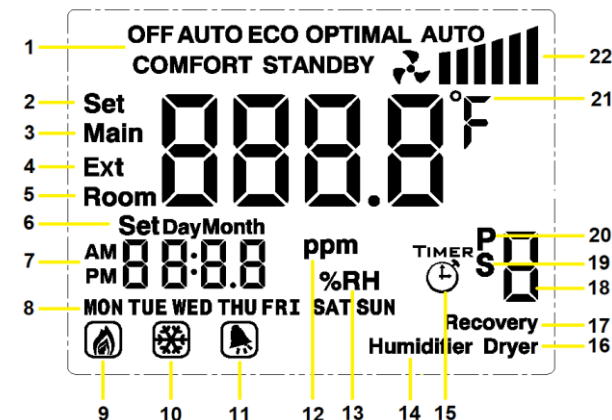 OFF AUTO ECO OPTIMAL AUTO
1
COMFORT STANDBY
22
2 Set
888.8 °F 21
3 Main
4 Ext
5 Room
6 Set Day Month
7 AM 88:8.8 ppm TIMER P 8 20
PM %RH S 19
18
8 MON TUE WED THU FRI SAT SUN
Recovery 17
Humidifier Dryer 16
9 10 11 12 13 14 15